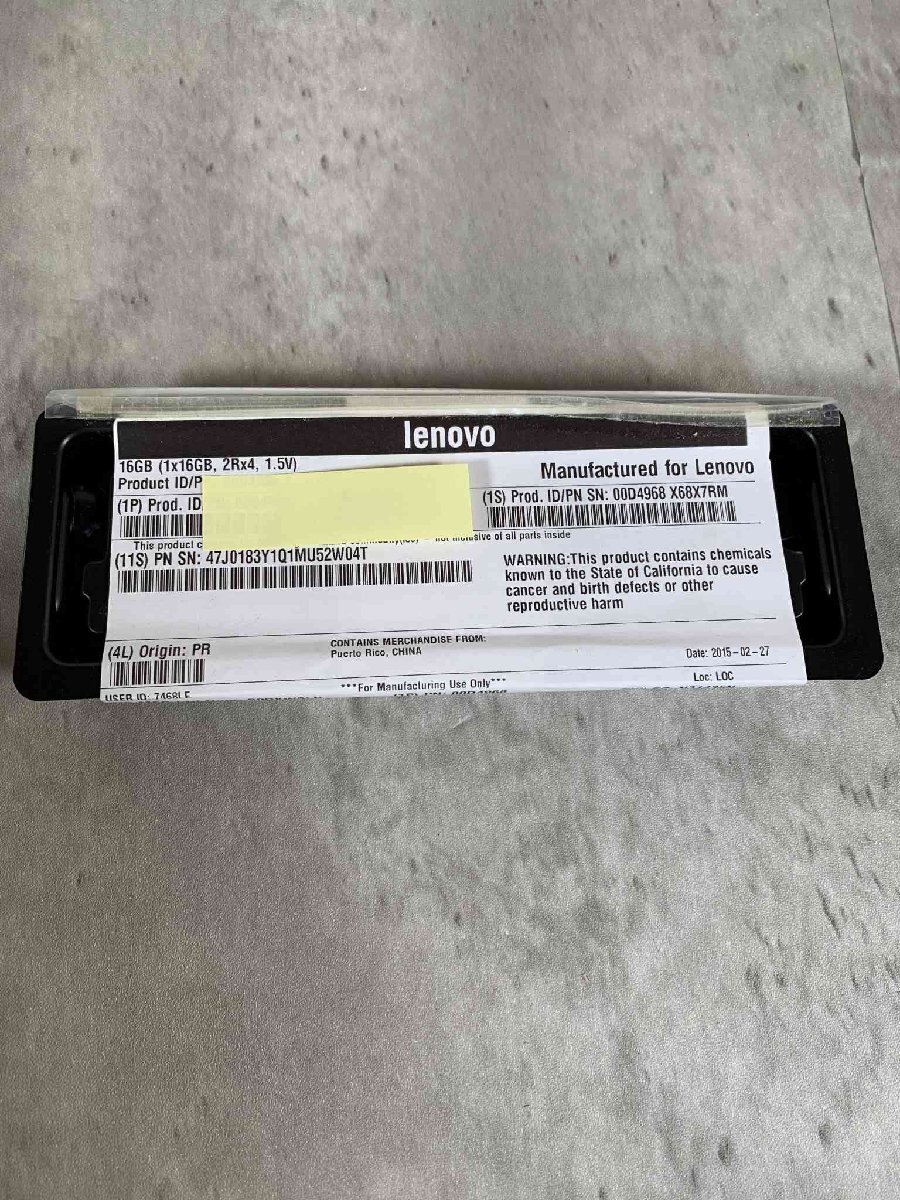 lenovo
16GB (1x16GB, 2Rx4, 1.5V)
Manufactured for Lenovo
Product ID/P
(1P) Prod. ID
(1S) Prod. ID/PN SN: 00D4968 X68X7RM
This product c
not inclusive of all parts inside
(11S) PN SN: 47J0183Y1Q1MU52W04T
WARNING:This product contains chemicals
known to the State of California to cause
cancer and birth defects or other
reproductive harm
(4L) Origin: PR
CONTAINS MERCHANDISE FROM:
Puerto Rico, CHINA
Date: 2015-02-27
***For Manufacturing Use Only***
Loc: LOC
USER ID: 7468LE